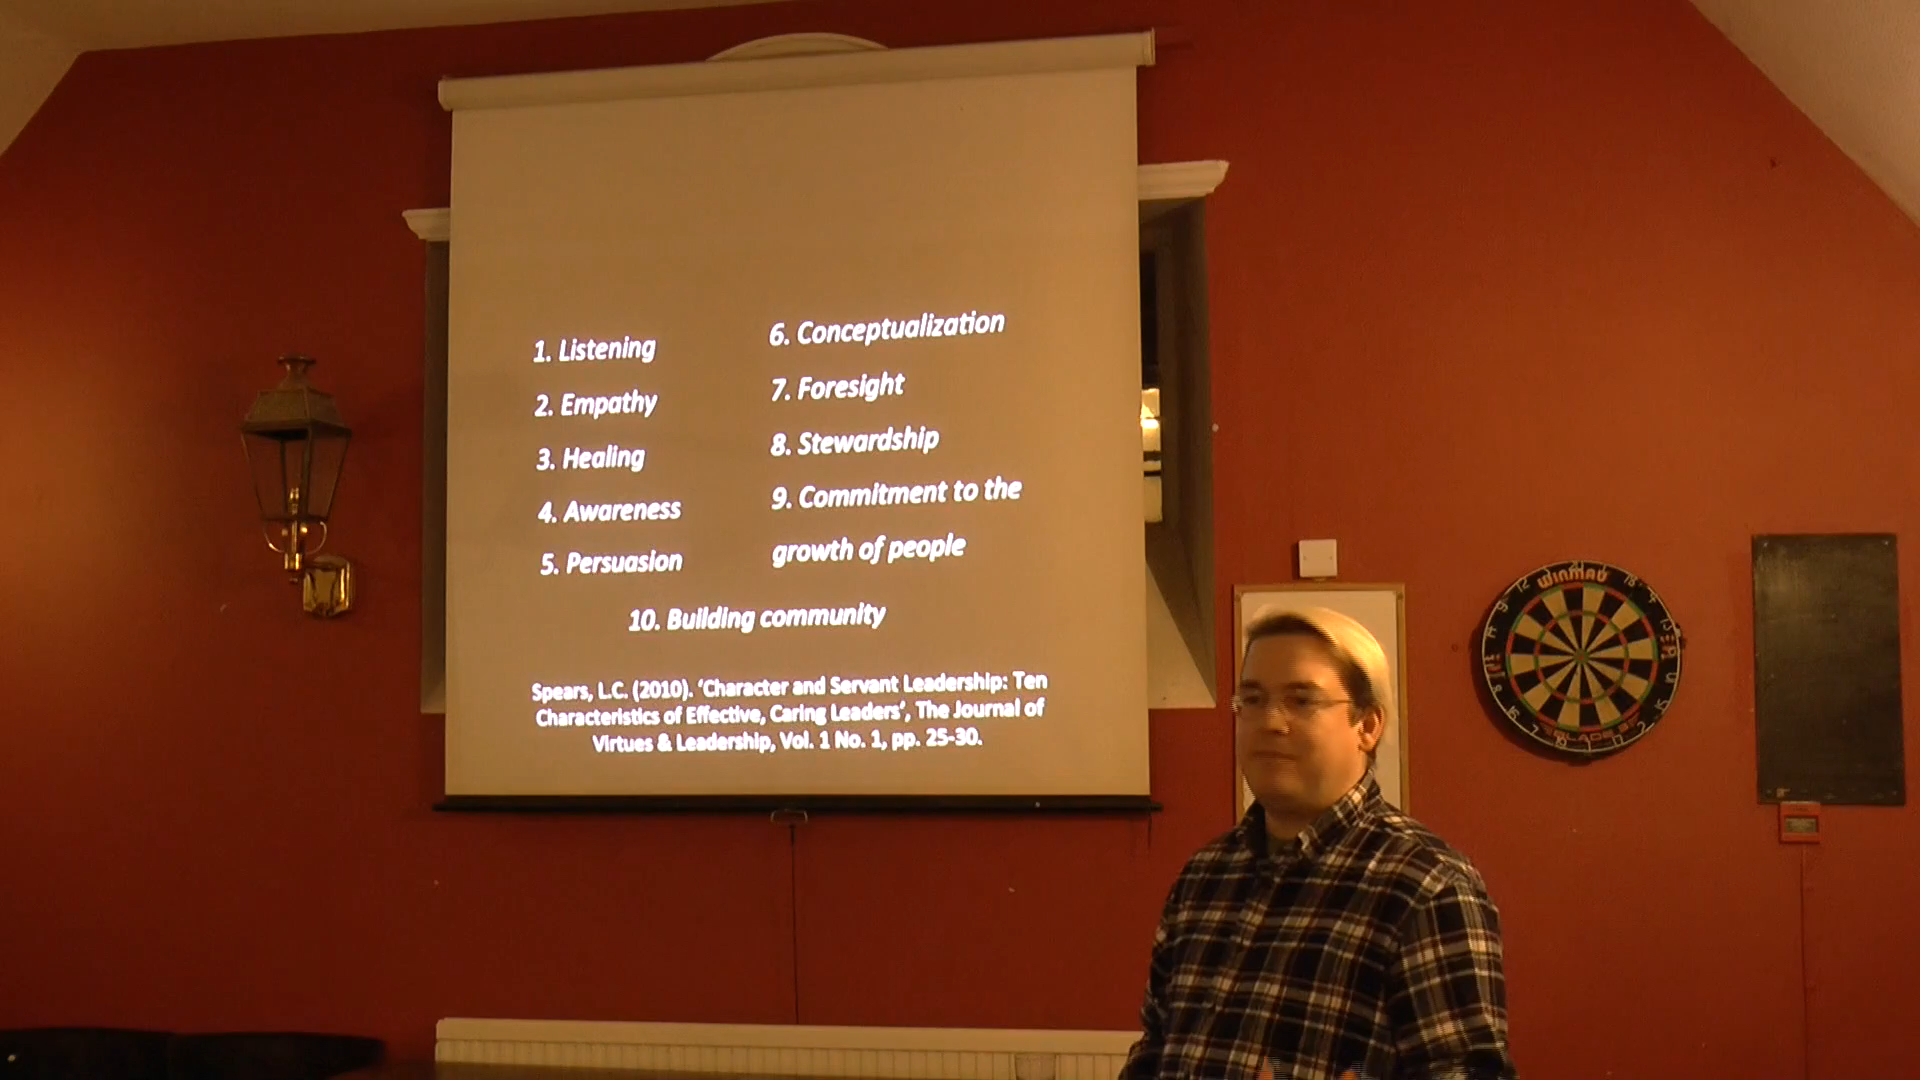 1. Listening
2. Empathy
3. Healing
4. Awareness
5. Persuasion
6. Conceptualization
7. Foresight
8. Stewardship
9. Commitment to the
growth of people
10. Building community
Spears, L.C. (2010). ‘Character and Servant Leadership: Ten
Characteristics of Effective, Caring Leaders’, The Journal of
Virtues & Leadership, Vol. 1 No. 1, pp. 25-30.
WINMAU